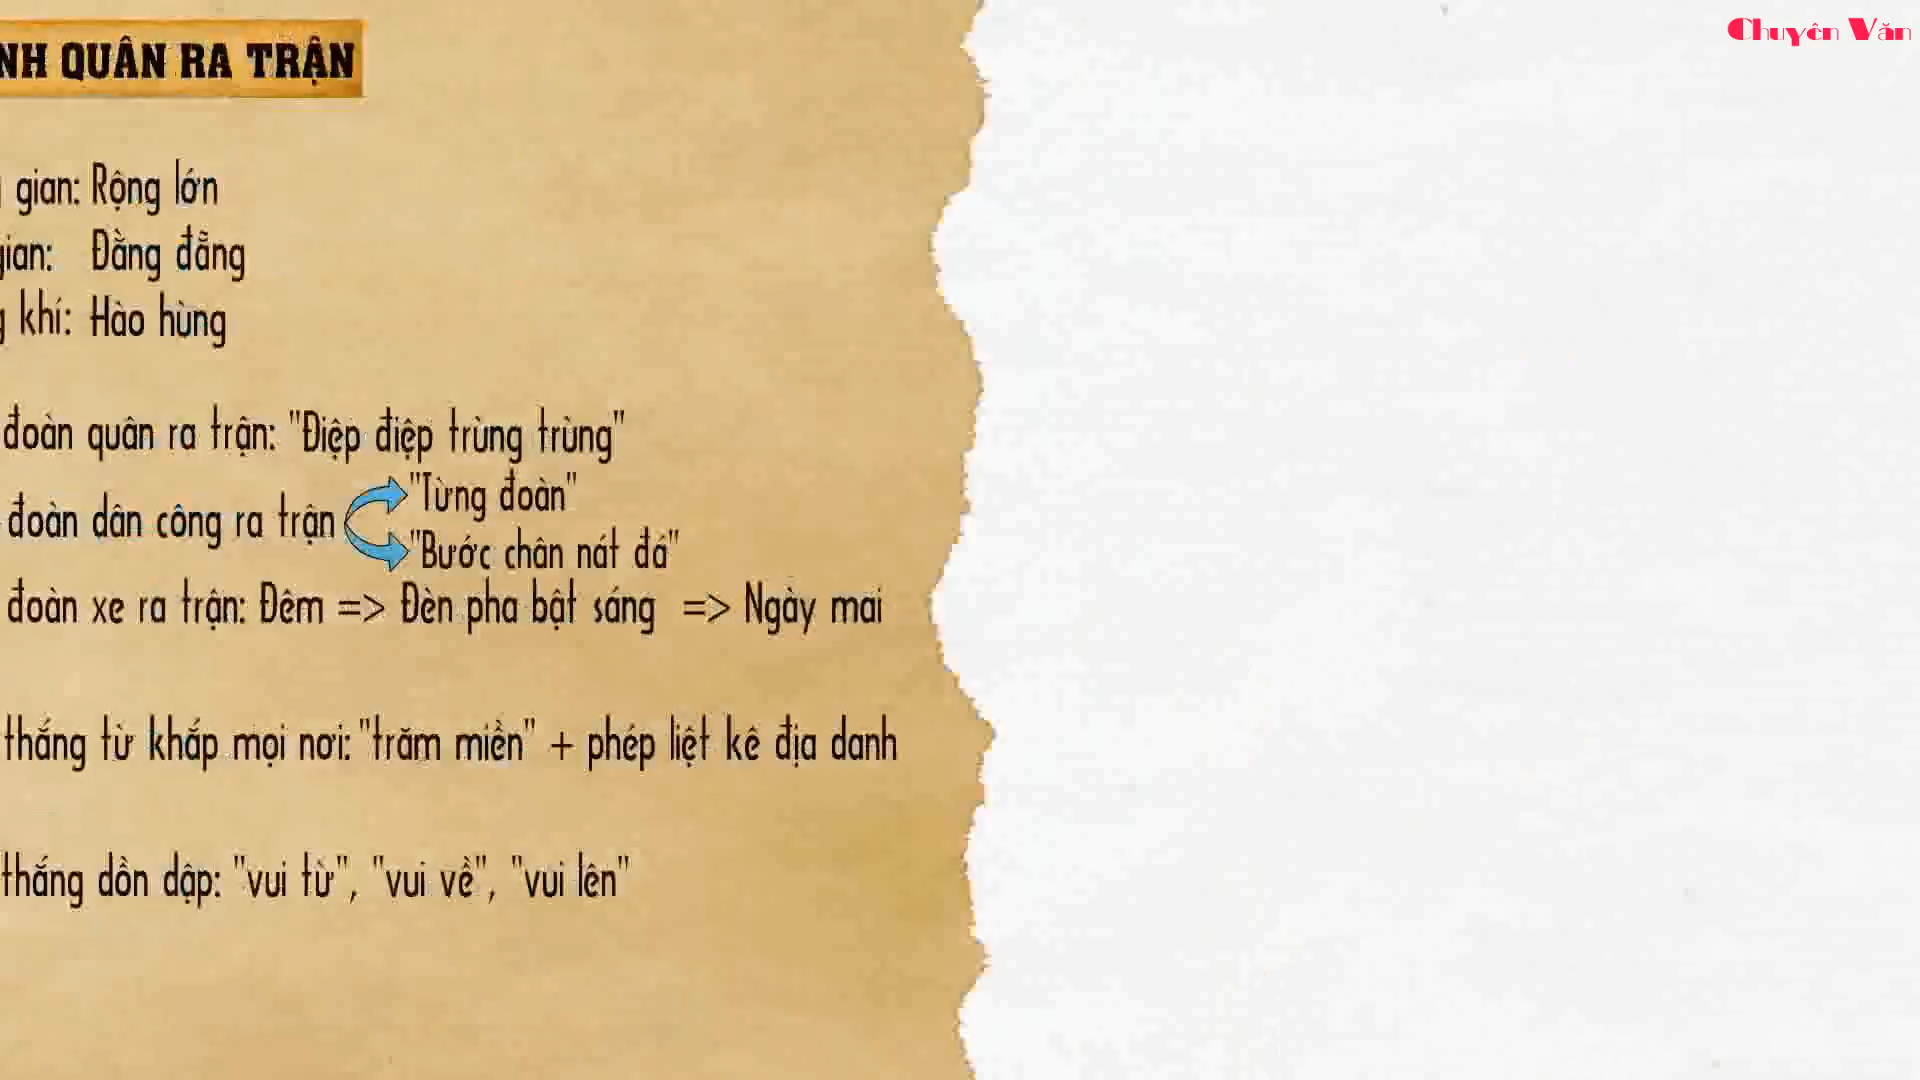 Chuyên Văn
NH QUÂN RA TRẬN
gian: Rộng lớn
gian: Đằng đẵng
khí: Hào hùng
đoàn quân ra trận: "Điệp điệp trùng trùng"
"Từng đoàn"
đoàn dân công ra trận
"Bước chân nát đá"
đoàn xe ra trận: Đêm => Đèn pha bật sáng => Ngày mai
thắng từ khắp mọi nơi: "trăm miền" + phép liệt kê địa danh
thắng dồn dập: "vui từ", "vui về", "vui lên"